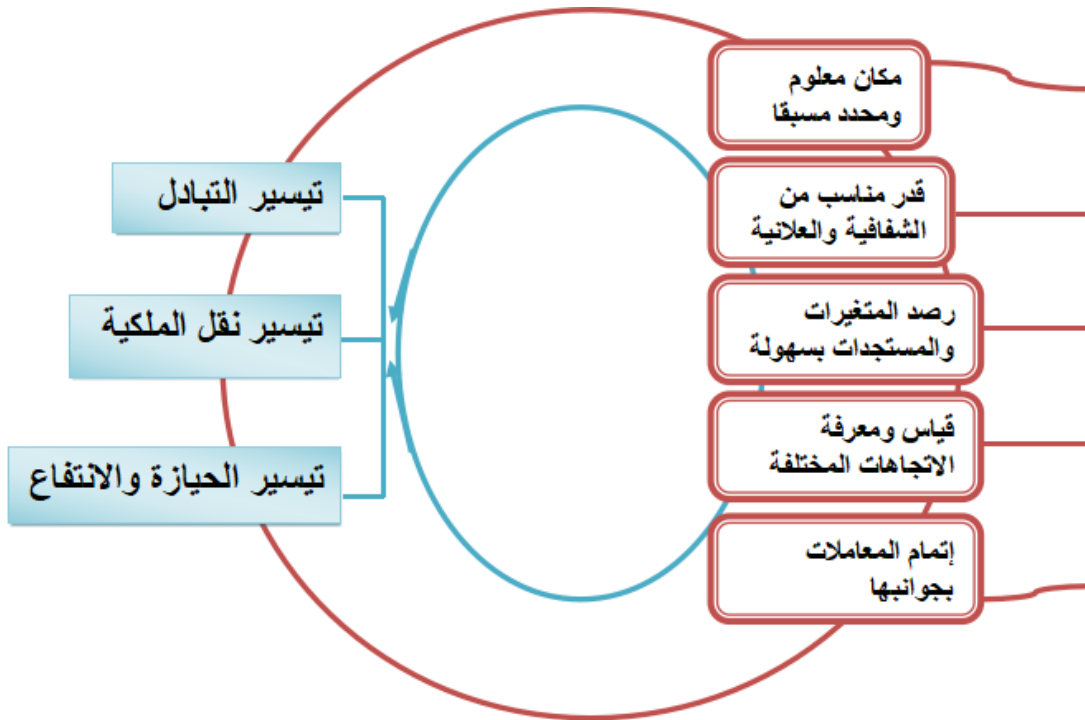 مكان معلوم
ومحدد مسبقا
قدر مناسب من
الشفافية والعلانية
رصد المتغيرات
والمستجدات بسهولة
قياس ومعرفة
الاتجاهات المختلفة
إتمام المعاملات
بجوانبها
تيسير التبادل
تيسير نقل الملكية
تيسير الحيازة والانتفاع